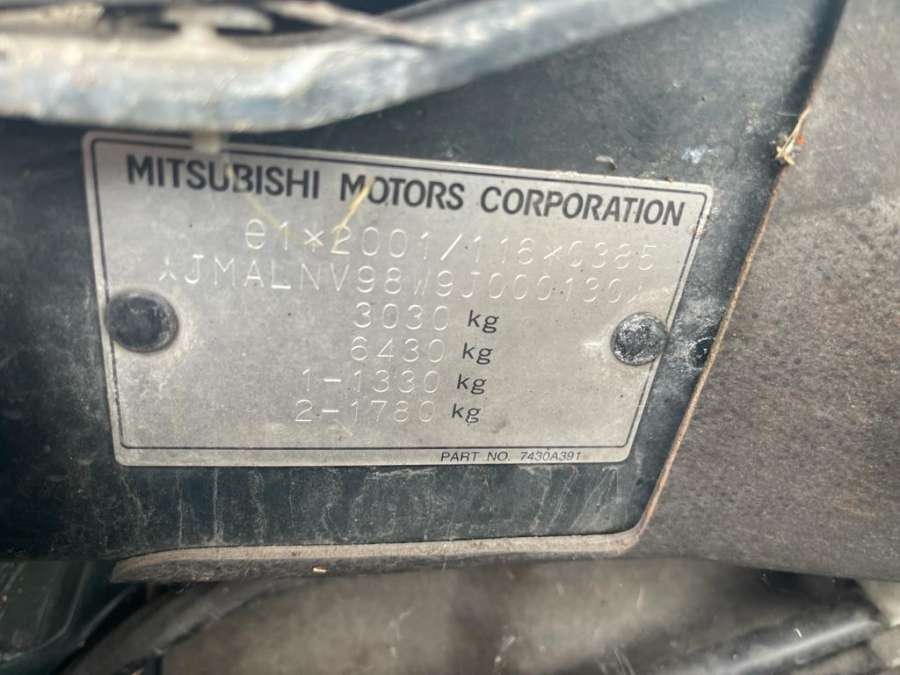 MITSUBISHI MOTORS CORPORATION
e1*2001/116*0385
*JMALNV98W9J000130*
3030 kg
6430 kg
1-1330 kg
2-1780 kg
PART NO. 7430A391